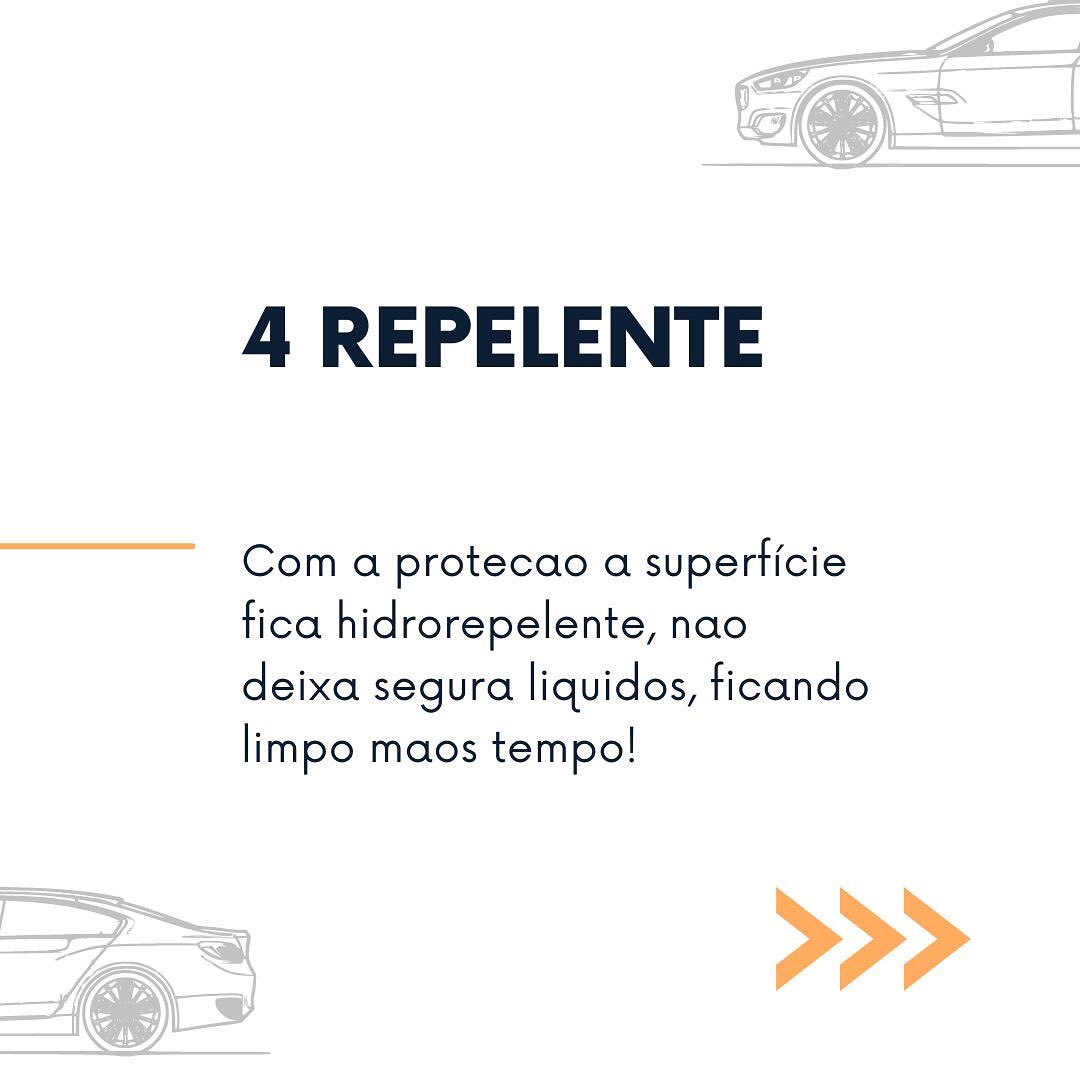 4 REPELENTE
Com a protecao a superfície
fica hidrorepelente, nao
deixa segura liquidos, ficando
limpo maos tempo!